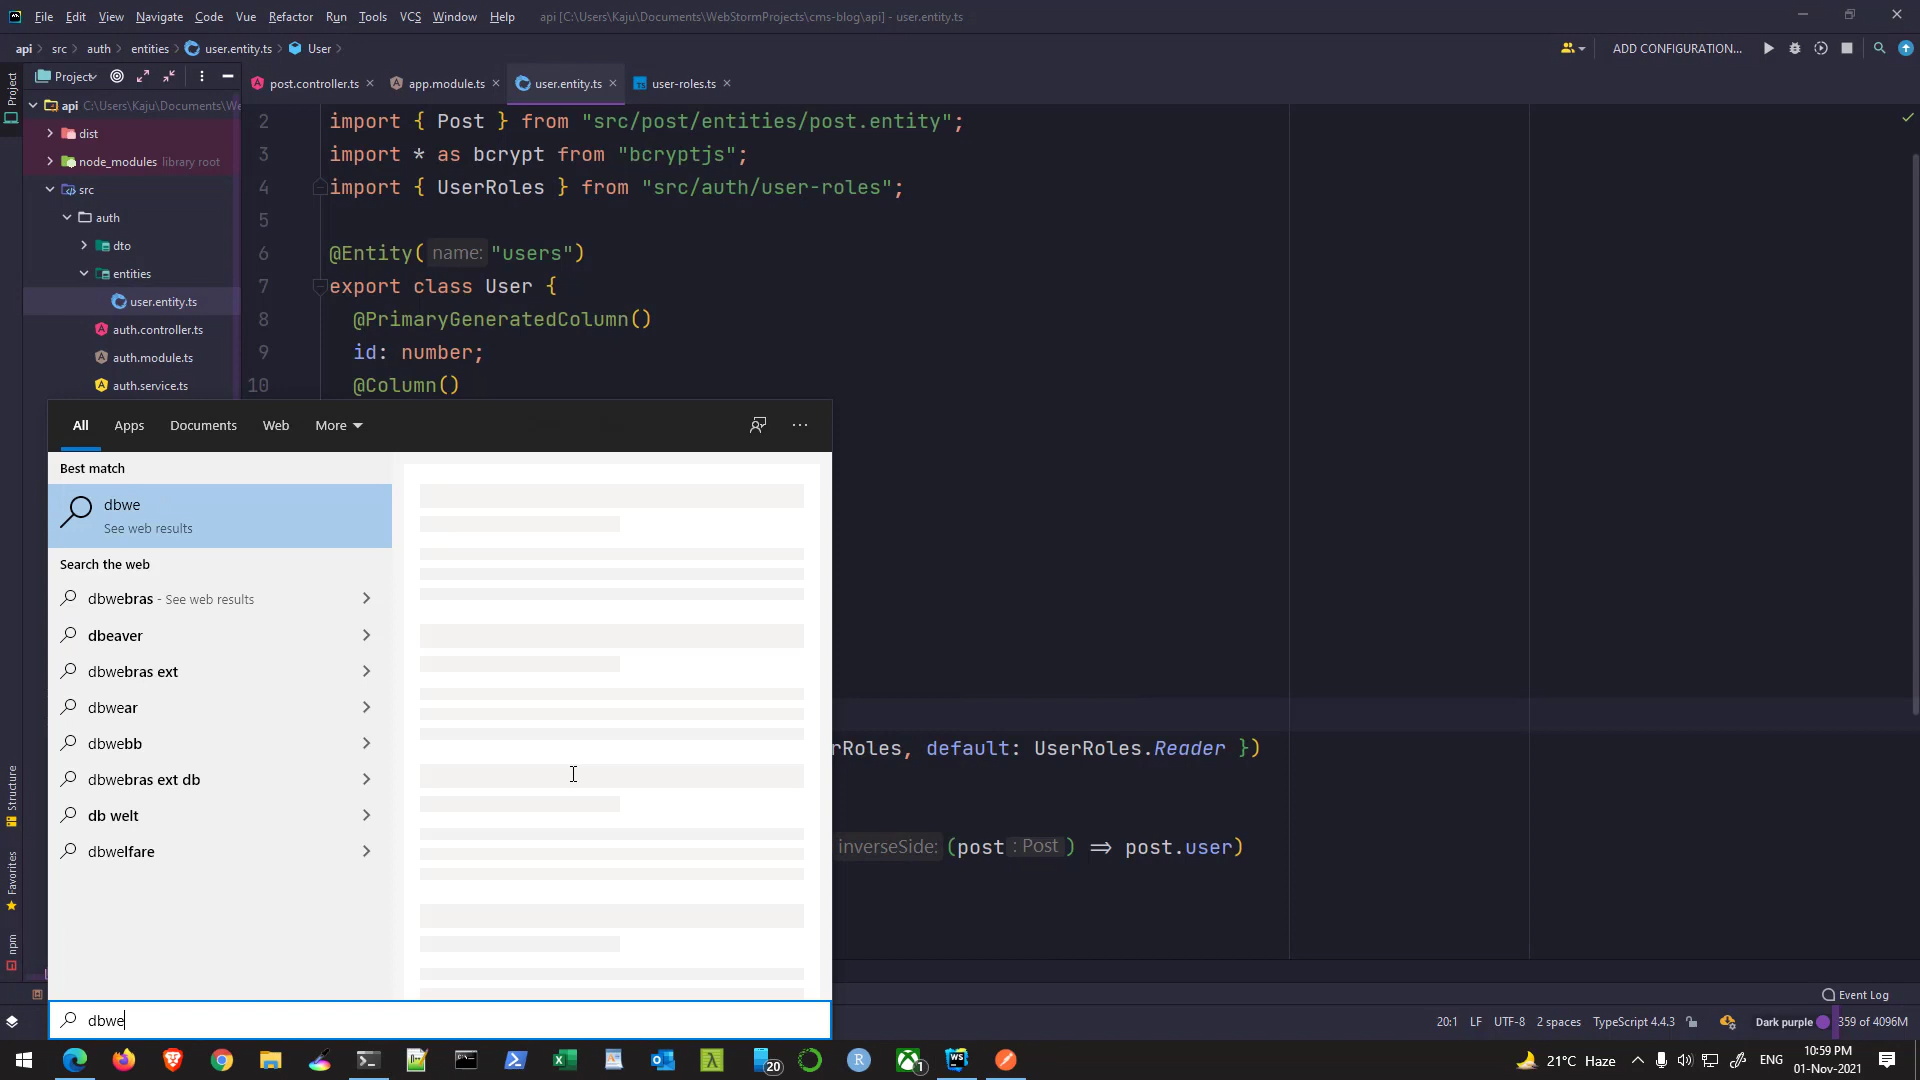 File Edit View Navigate Code Vue Refactor Run Tools VCS Window Help api [C:\Users\Kaju\Documents\WebStormProjects\cms-blog\api] - user.entity.ts
api src auth entities user.entity.ts User ADD CONFIGURATION...
Project
Project
post.controller.ts app.module.ts user.entity.ts user-roles.ts
api C:\Users\Kaju\Documents\We
dist
node_modules library root
src
auth
dto
entities
user.entity.ts
auth.controller.ts
auth.module.ts
auth.service.ts
2 import { Post } from "src/post/entities/post.entity";
3 import * as bcrypt from "bcryptjs";
4 import { UserRoles } from "src/auth/user-roles";
5
6 @Entity( name: "users")
7 export class User {
8 @PrimaryGeneratedColumn()
9 id: number;
10 @Column()
rRoles, default: UserRoles.Reader })
inverseSide: (post : Post ) => post.user)
All Apps Documents Web More
Best match
dbwe
See web results
Search the web
dbwebras - See web results
dbeaver
dbwebras ext
dbwear
dbwebb
dbwebras ext db
db welt
dbwelfare
dbwe
Structure
Favorites
npm
Event Log
20:1 LF UTF-8 2 spaces TypeScript 4.4.3 Dark purple 359 of 4096M
20
1
21°C Haze ENG 10:59 PM
01-Nov-2021